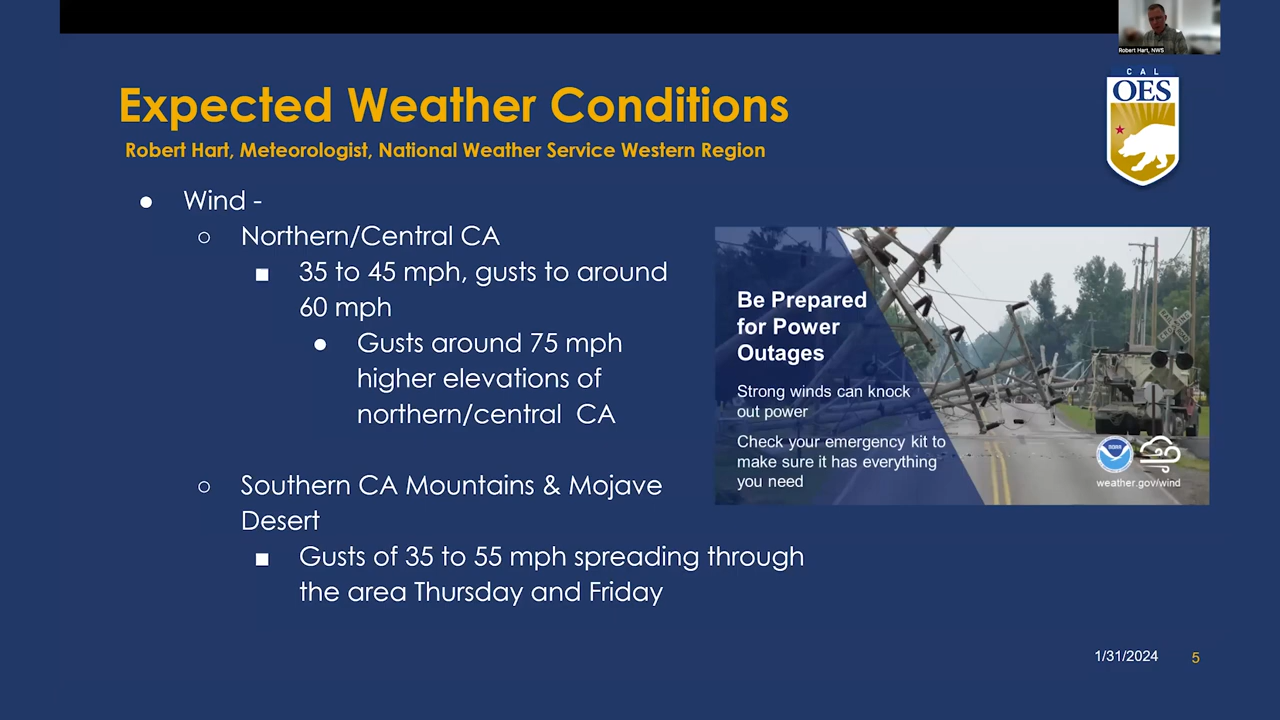 Robert Hart, NWS
CAL
OES
Expected Weather Conditions
Robert Hart, Meteorologist, National Weather Service Western Region
● Wind -
○ Northern/Central CA
■ 35 to 45 mph, gusts to around
60 mph
● Gusts around 75 mph
higher elevations of
northern/central CA
○ Southern CA Mountains & Mojave
Desert
■ Gusts of 35 to 55 mph spreading through
the area Thursday and Friday
Be Prepared
for Power
Outages
Strong winds can knock
out power
Check your emergency kit to
make sure it has everything
you need
NOAA
weather.gov/wind
1/31/2024 5